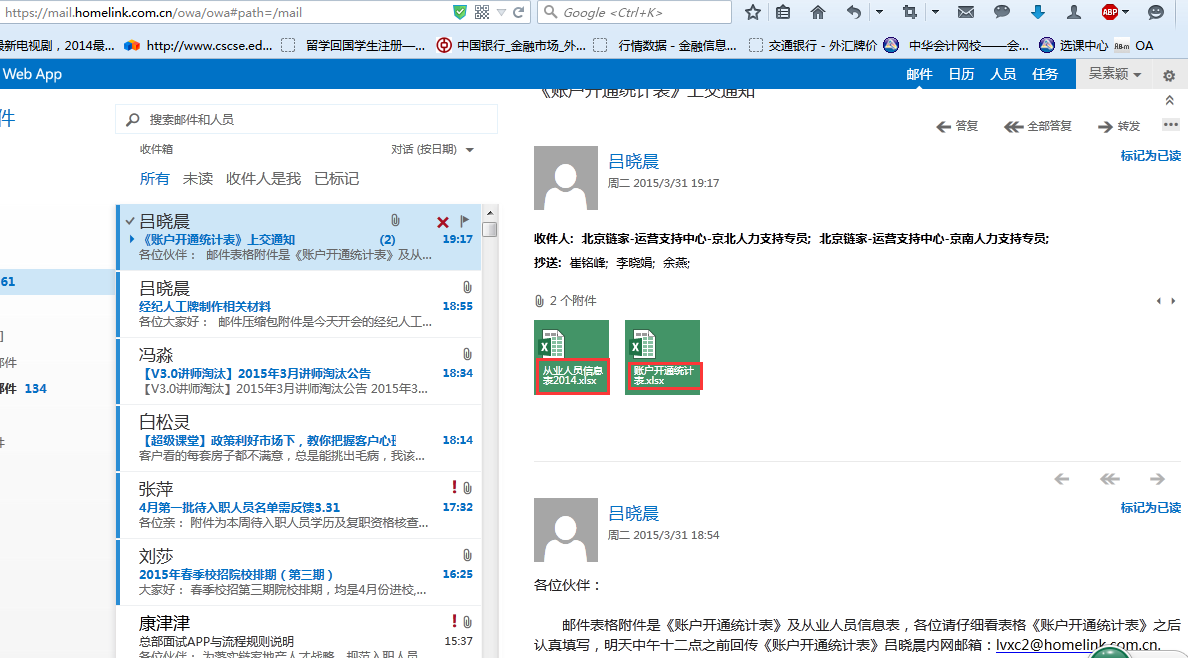 https://mail.homelink.com.cn/owa/owa#path=/mail
Google <Ctrl+K>
ABP
最新电视剧，2014最...
http://www.cscse.ed...
留学回国学生注册—...
中国银行_金融市场_外...
行情数据 - 金融信息...
交通银行 - 外汇牌价
中华会计网校——会...
选课中心
OA
Web App
邮件 日历 人员 任务
吴素颖
件
搜索邮件和人员
收件箱
对话 (按日期)
所有 未读 收件人是我 已标记
61
邮件
邮件 134
件
吕晓晨
《账户开通统计表》上交通知 (2) 19:17
各位伙伴： 邮件表格附件是《账户开通统计表》及从...
吕晓晨
经纪人工牌制作相关材料 18:55
各位大家好： 邮件压缩包附件是今天开会的经纪人工...
冯淼
【V3.0讲师淘汰】2015年3月讲师淘汰公告 18:34
【V3.0讲师淘汰】2015年3月讲师淘汰公告 2015年3...
白松灵
【超级课堂】政策利好市场下，教你把握客户心理 18:14
客户看的每套房子都不满意，总是能挑出毛病，我该...
张萍
4月第一批待入职人员名单需反馈3.31 17:32
各位亲： 附件为本周待入职人员学历及复职资格核查...
刘莎
2015年春季校招院校排期（第三期） 16:25
大家好： 春季校招第三期院校排期，均是4月份进校,...
康津津
总部面试APP与流程规则说明 15:37
各位伙伴： 为落实链家地产人才战略，规范入职人员
《账户开通统计表》上交通知
答复 全部答复 转发
标记为已读
吕晓晨
周二 2015/3/31 19:17
收件人: 北京链家-运营支持中心-京北人力支持专员; 北京链家-运营支持中心-京南人力支持专员;
抄送: 崔铭峰; 李晓娟; 余燕;
2 个附件
从业人员信息
表2014.xlsx
账户开通统计
表.xlsx
标记为已读
吕晓晨
周二 2015/3/31 18:54
各位伙伴：
邮件表格附件是《账户开通统计表》及从业人员信息表，各位请仔细看表格《账户开通统计表》之后
认真填写，明天中午十二点之前回传《账户开通统计表》吕晓晨内网邮箱：lvxc2@homelink.com.cn.